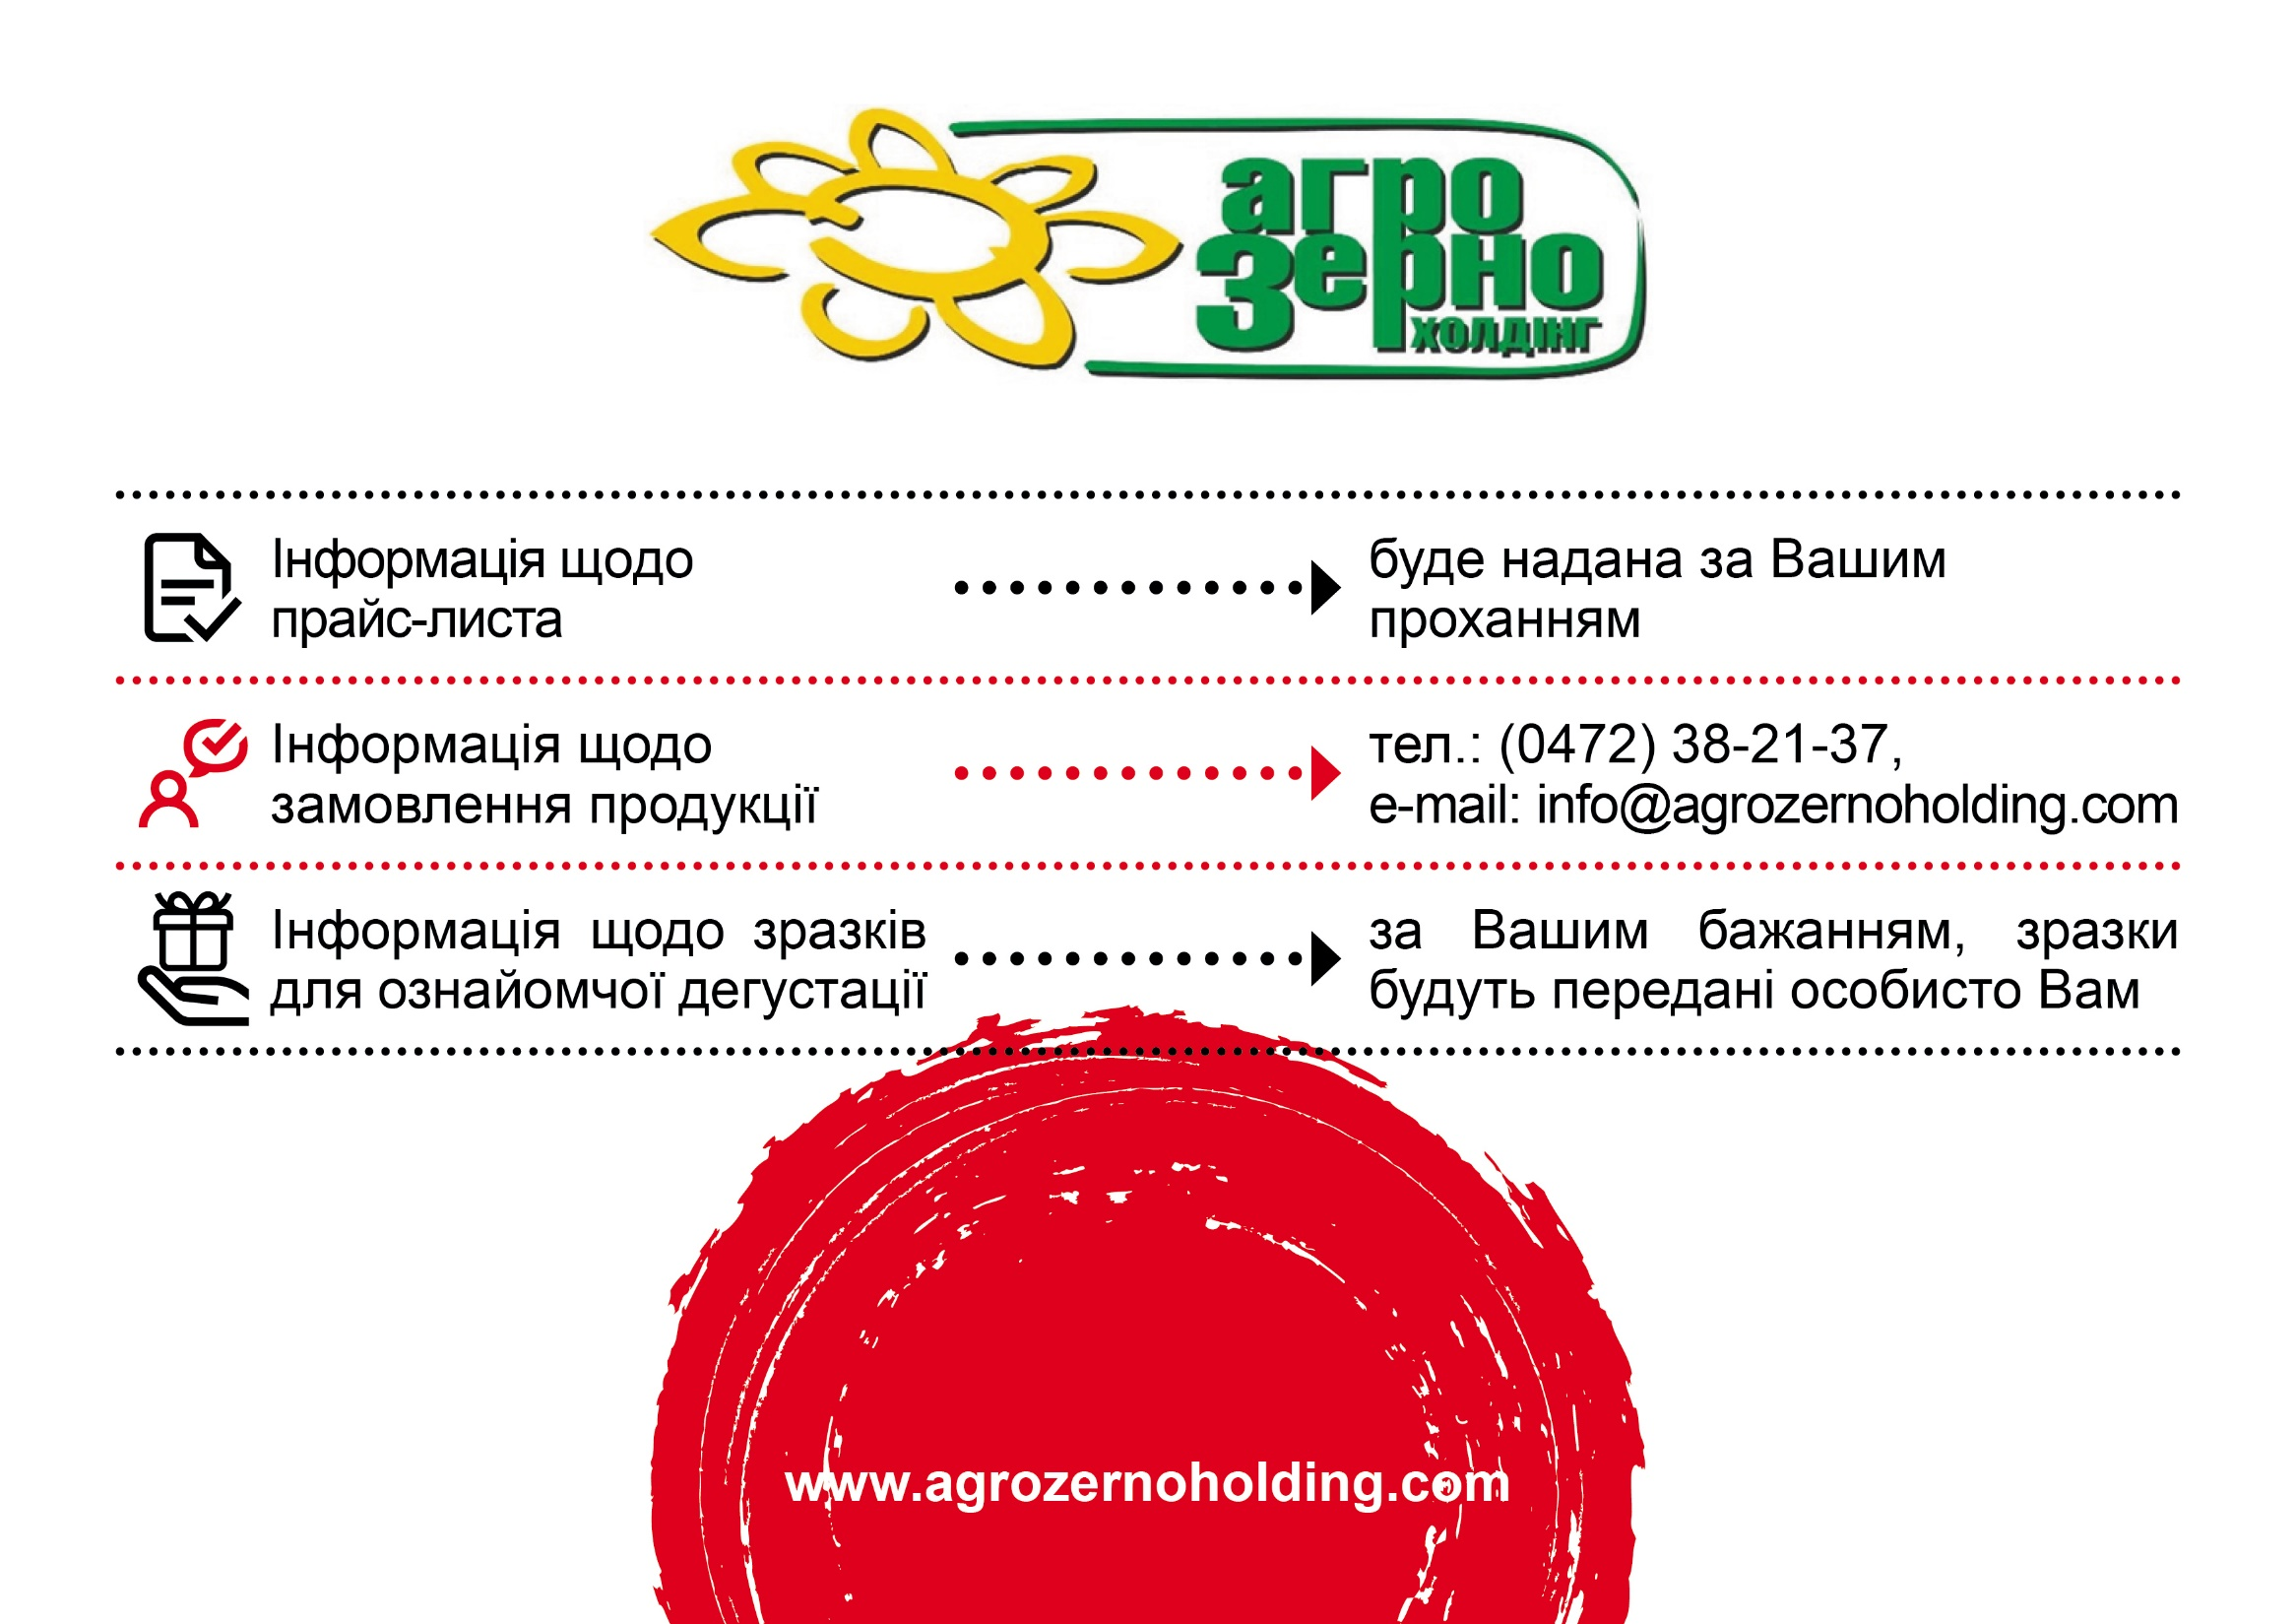 агро
Зерно
холдінг
Інформація щодо
прайс-листа
буде надана за Вашим
проханням
Інформація щодо
замовлення продукції
тел.: (0472) 38-21-37,
e-mail: info@agrozernoholding.com
Інформація щодо зразків
для ознайомчої дегустації
за Вашим бажанням, зразки
будуть передані особисто Вам
www.agrozernoholding.com